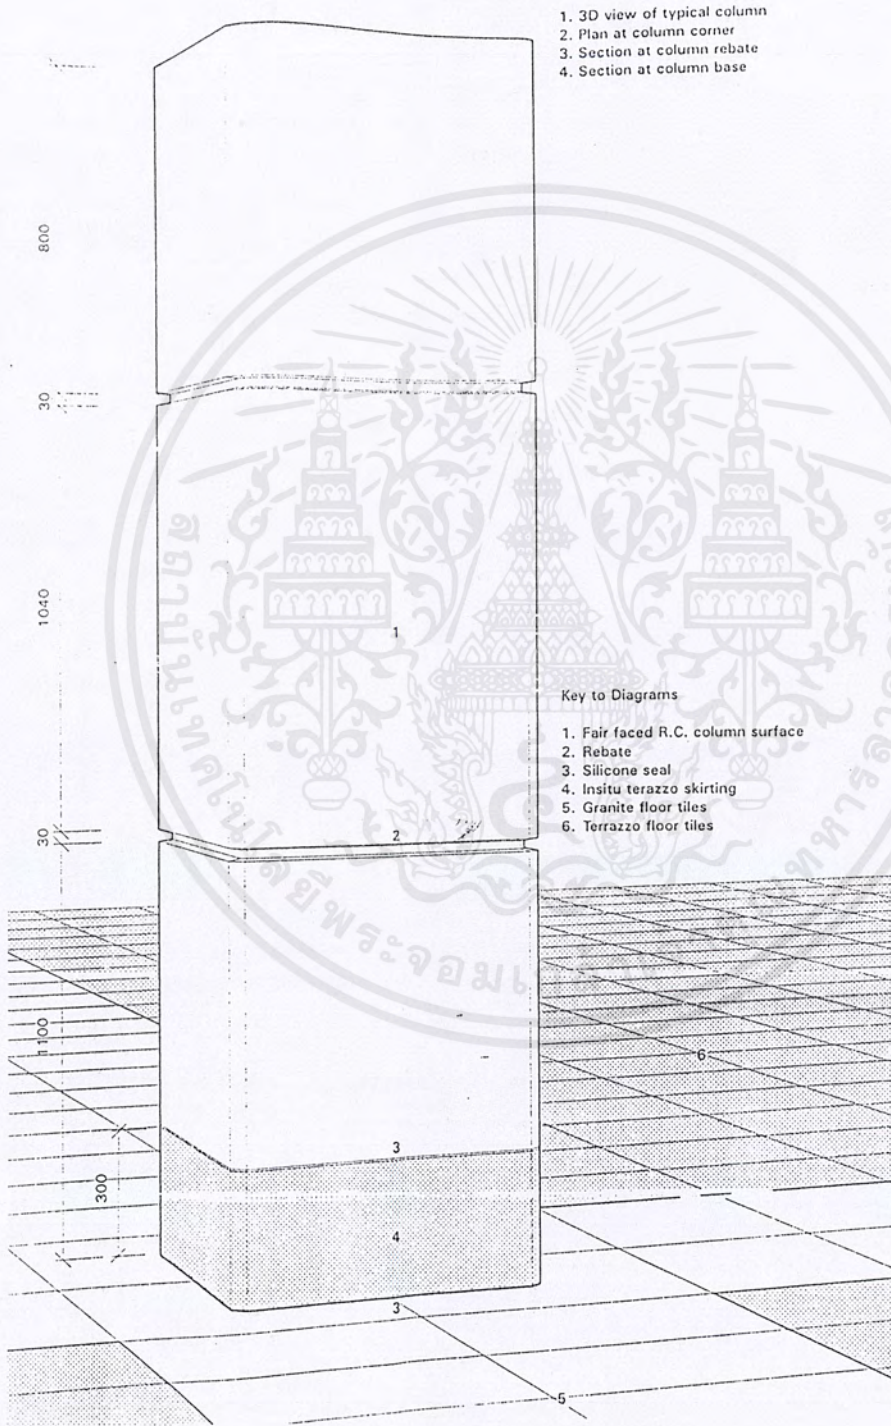 1. 3D view of typical column
2. Plan at column corner
3. Section at column rebate
4. Section at column base
800
30
1040
1
Key to Diagrams
1. Fair faced R.C. column surface
2. Rebate
3. Silicone seal
4. Insitu terazzo skirting
5. Granite floor tiles
6. Terrazzo floor tiles
30
2
1100
6
3
300
4
3
5